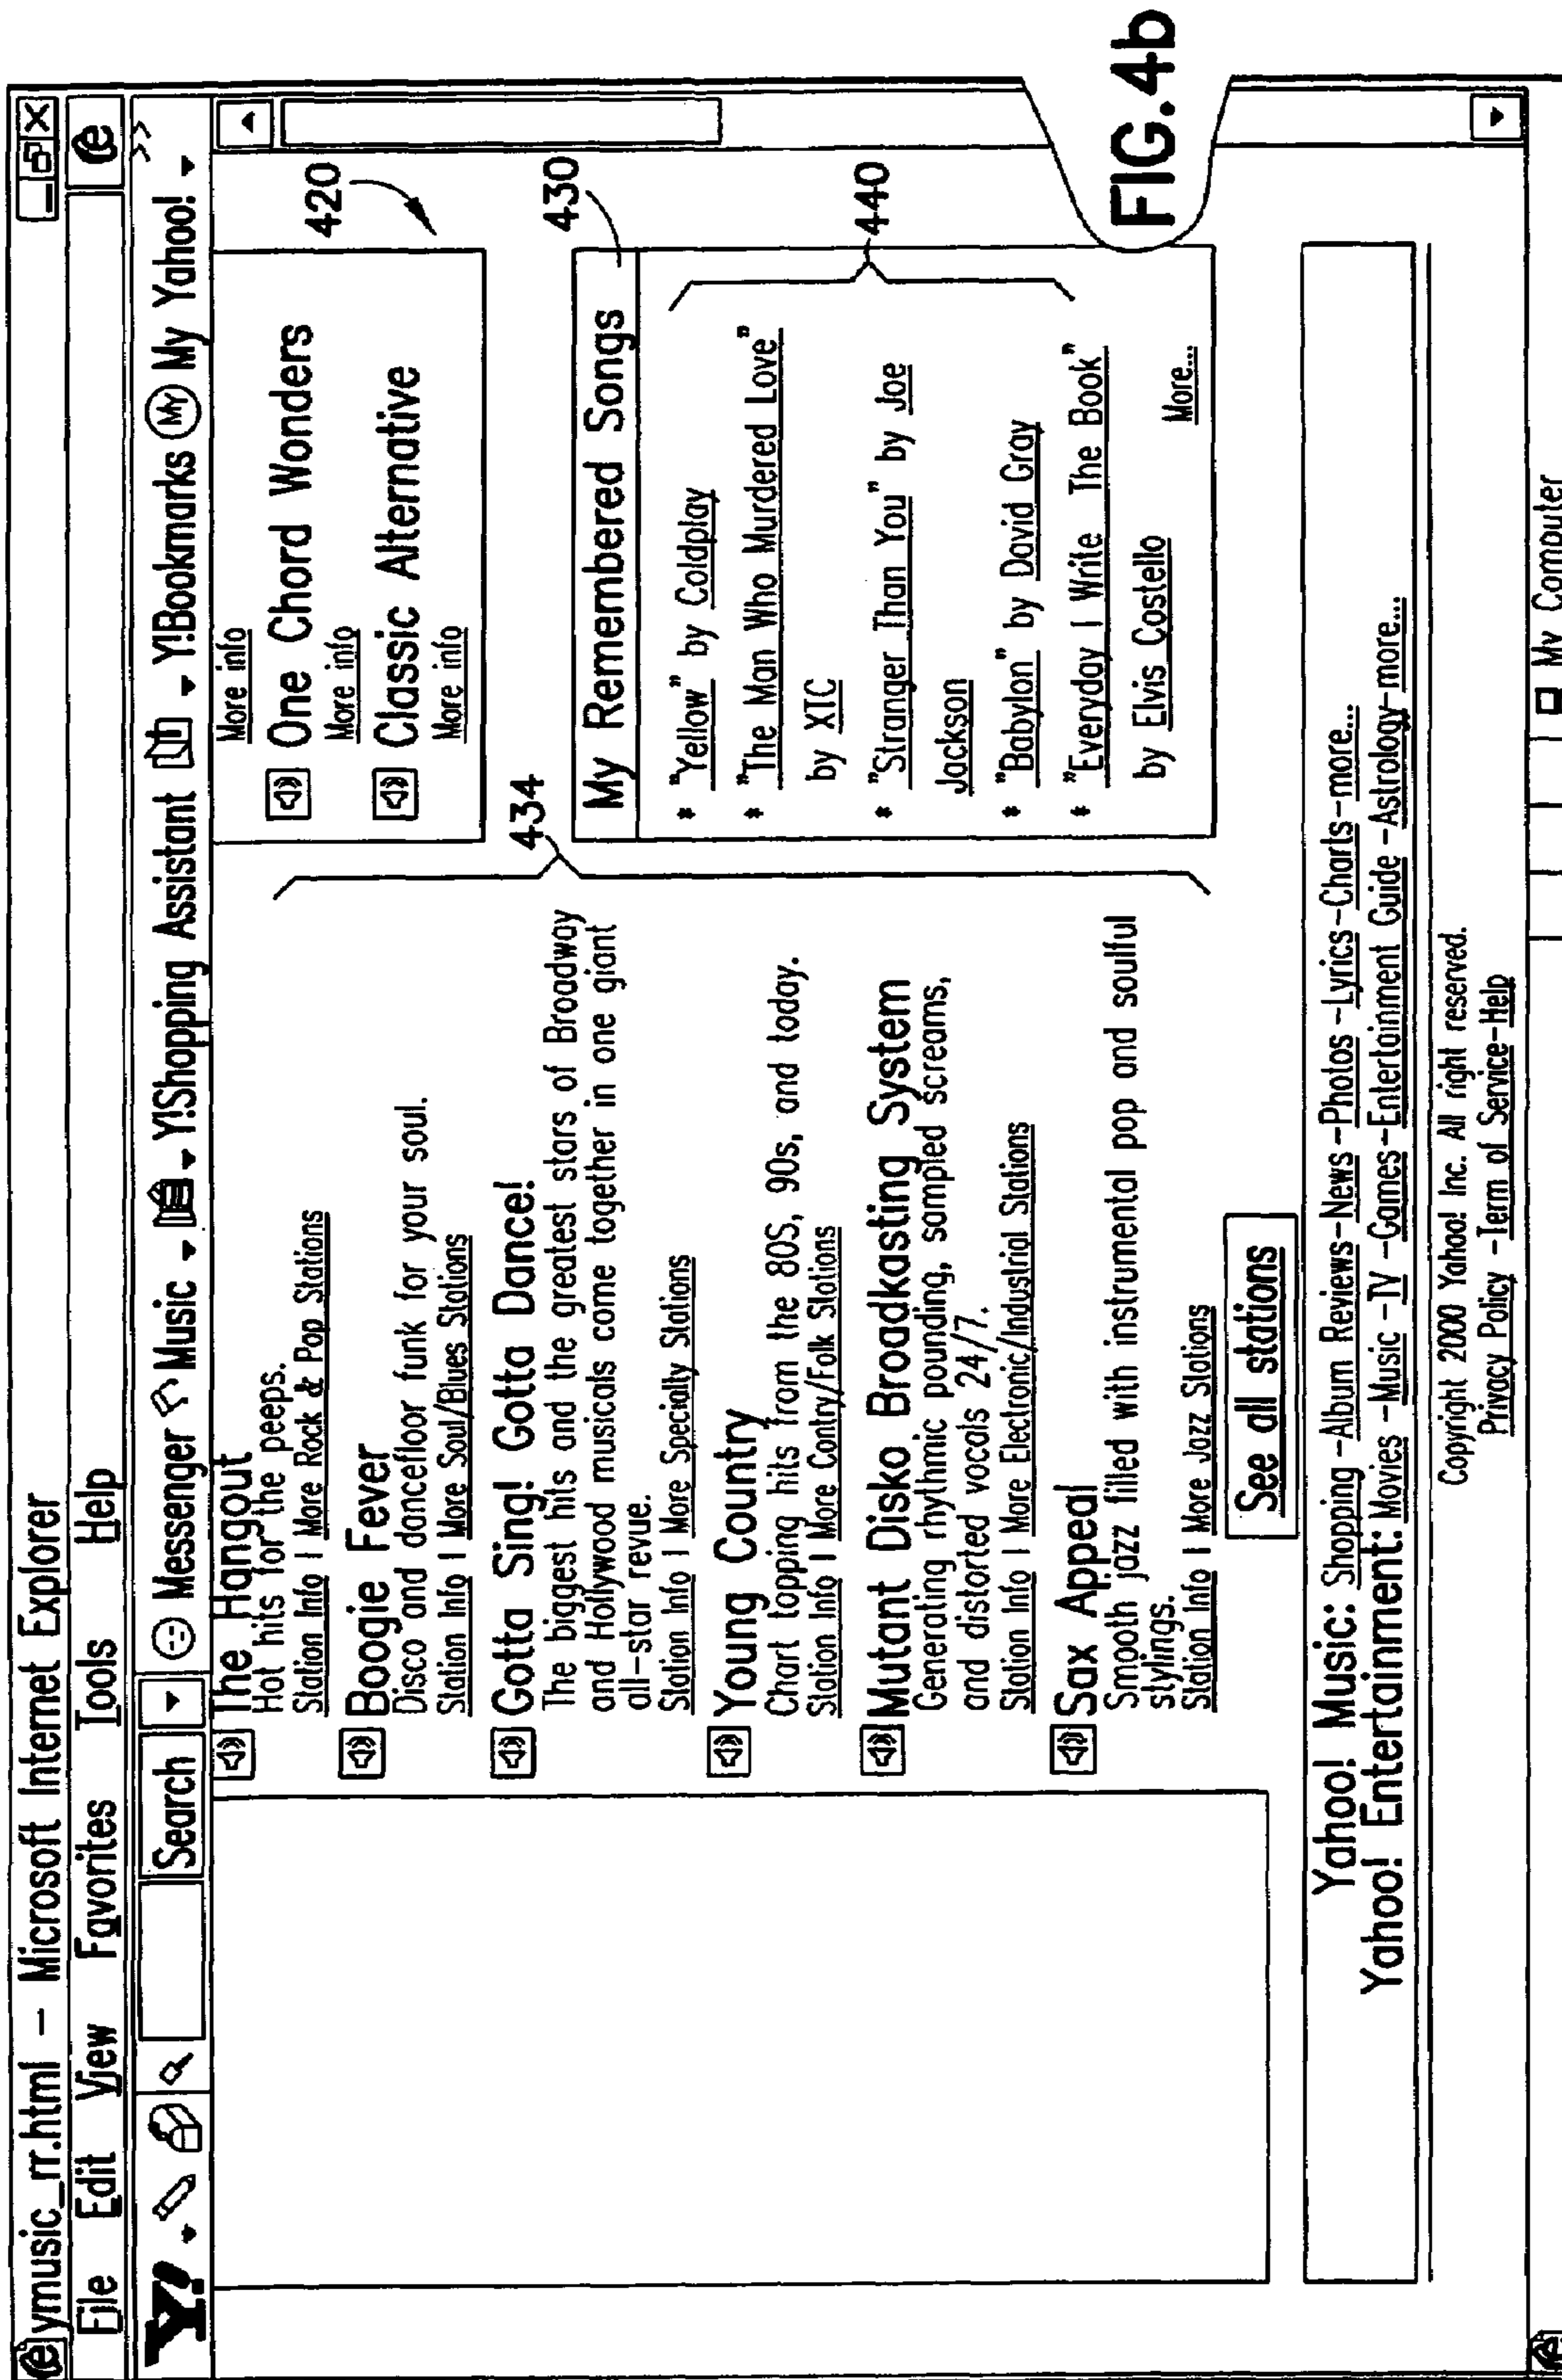 ymusic_rr.html - Microsoft Internet Explorer
File Edit View Favorites Tools Help
Y! Search Messenger Music Y!Shopping Assistant Y!Bookmarks My My Yahoo! >>
The Hangout
Hot hits for the peeps.
Station Info | More Rock & Pop Stations
Boogie Fever
Disco and dancefloor funk for your soul.
Station Info | More Soul/Blues Stations
Gotta Sing! Gotta Dance!
The biggest hits and the greatest stars of Broadway
and Hollywood musicals come together in one giant
all-star revue.
Station Info | More Specially Stations
Young Country
Chart topping hits from the 80S, 90s, and today.
Station Info | More Contry/Folk Stations
Mutant Disko Broadkasting System
Generating rhythmic pounding, sampled screams,
and distorted vocals 24/7.
Station Info | More Electronic/Industrial Stations
Sax Appeal
Smooth jazz filled with instrumental pop and soulful
stylings.
Station Info | More Jazz Stations
See all stations
434
More info
One Chord Wonders
More info
Classic Alternative
More info
420
My Remembered Songs
430
* "Yellow" by Coldplay
* "The Man Who Murdered Love"
by XTC
* "Stranger Than You" by Joe
Jackson
* "Babylon" by David Gray
* "Everyday I Write The Book"
by Elvis Costello
More...
440
Yahoo! Music: Shopping -Album Reviews-News-Photos-Lyrics-Charts-more...
Yahoo! Entertainment: Movies -Music -TV -Games-Entertainment Guide-Astrology-more...
Copyright 2000 Yahoo! Inc. All right reserved.
Privacy Policy -Term of Service-Help
My Computer
FIG.4b